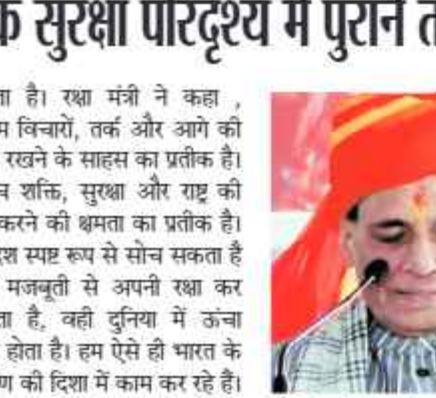 क सुरक्षा परिदृश्य में पुराने त
ता है। रक्षा मंत्री ने कहा ,
म विचारों, तर्क और आगे की
रखने के साहस का प्रतीक है।
व शक्ति, सुरक्षा और राष्ट्र की
करने की क्षमता का प्रतीक है।
देश स्पष्ट रूप से सोच सकता है
मजबूती से अपनी रक्षा कर
ता है, वही दुनिया में ऊंचा
होता है। हम ऐसे ही भारत के
ण की दिशा में काम कर रहे हैं।